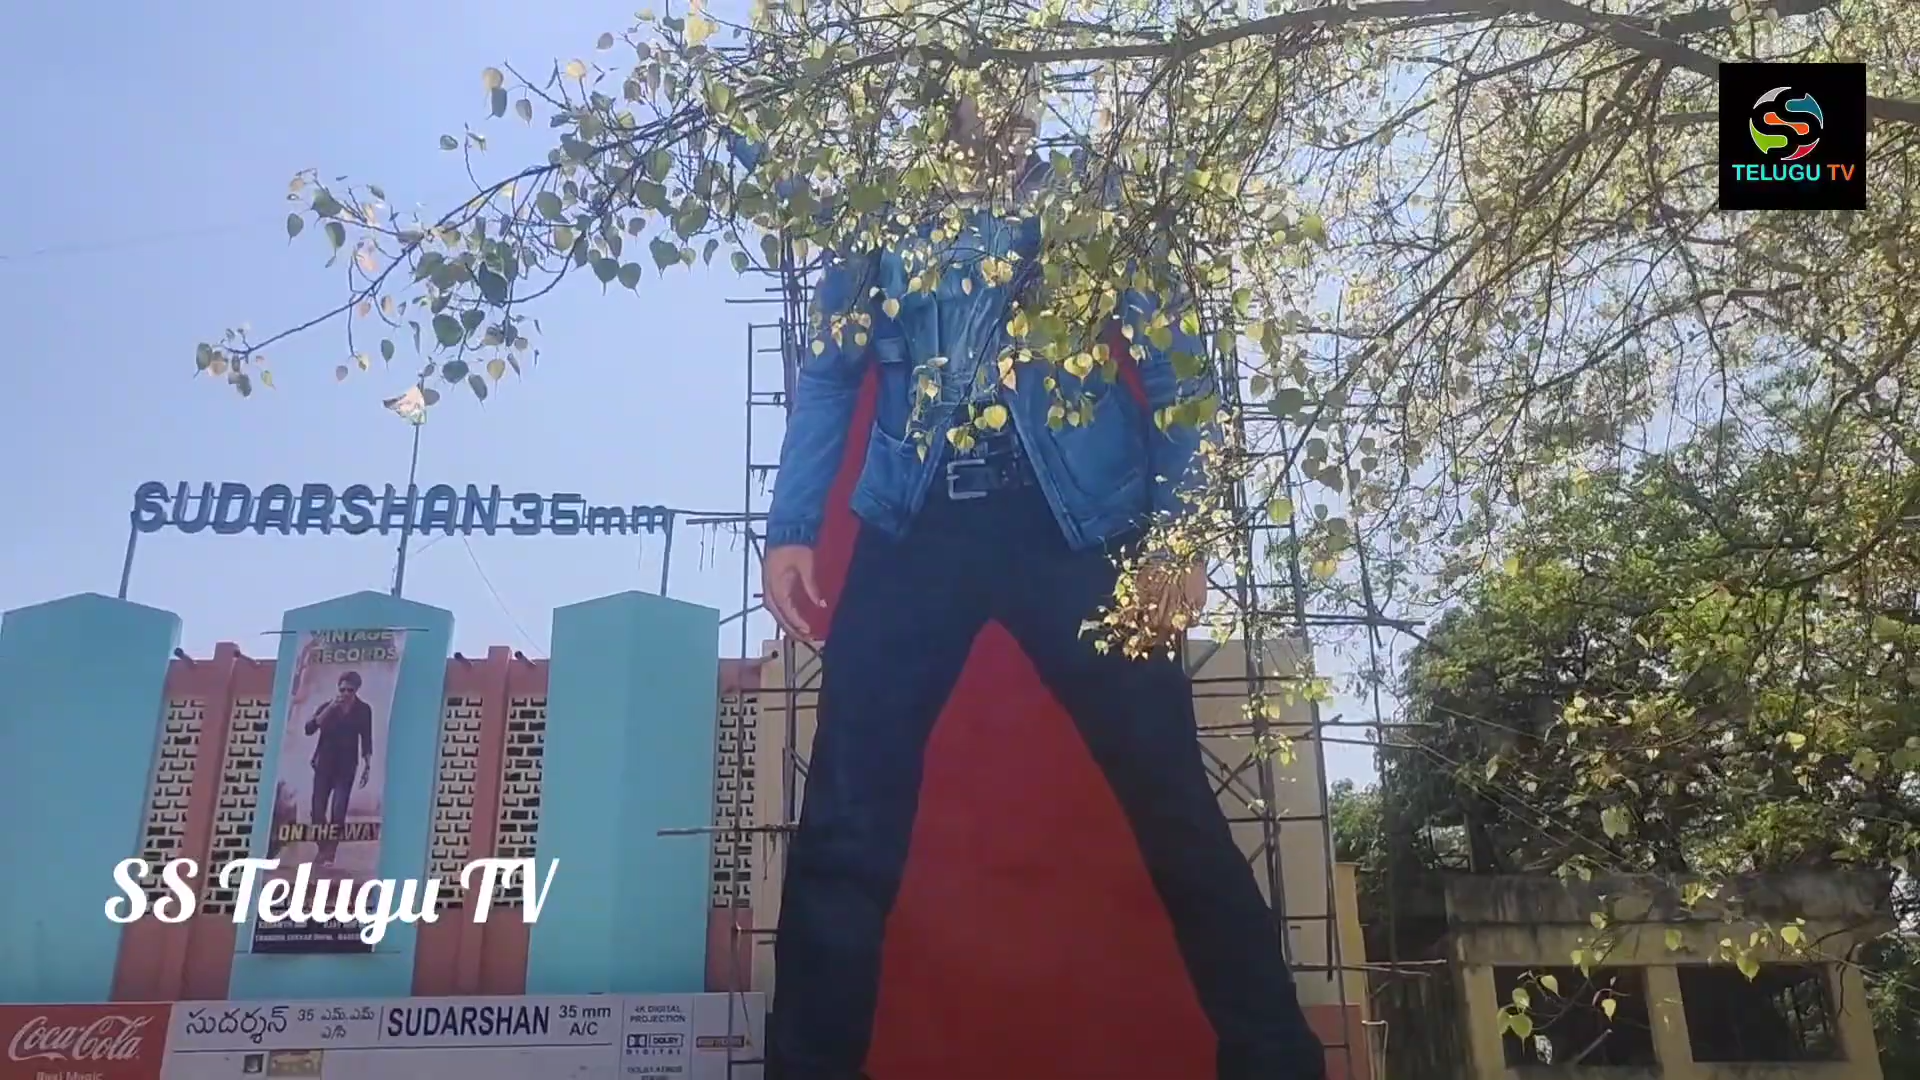 TELUGU TV
SUDARSHAN 35mm
VINTAGE
RECORDS
ON THE WAY
SS Telugu TV
Coca-Cola
సుదర్శన్ 35 ఎమ్.ఎమ్
ఎ/సి
SUDARSHAN 35 mm
A/C
4K DIGITAL
PROJECTION
DOLBY
DIGITAL